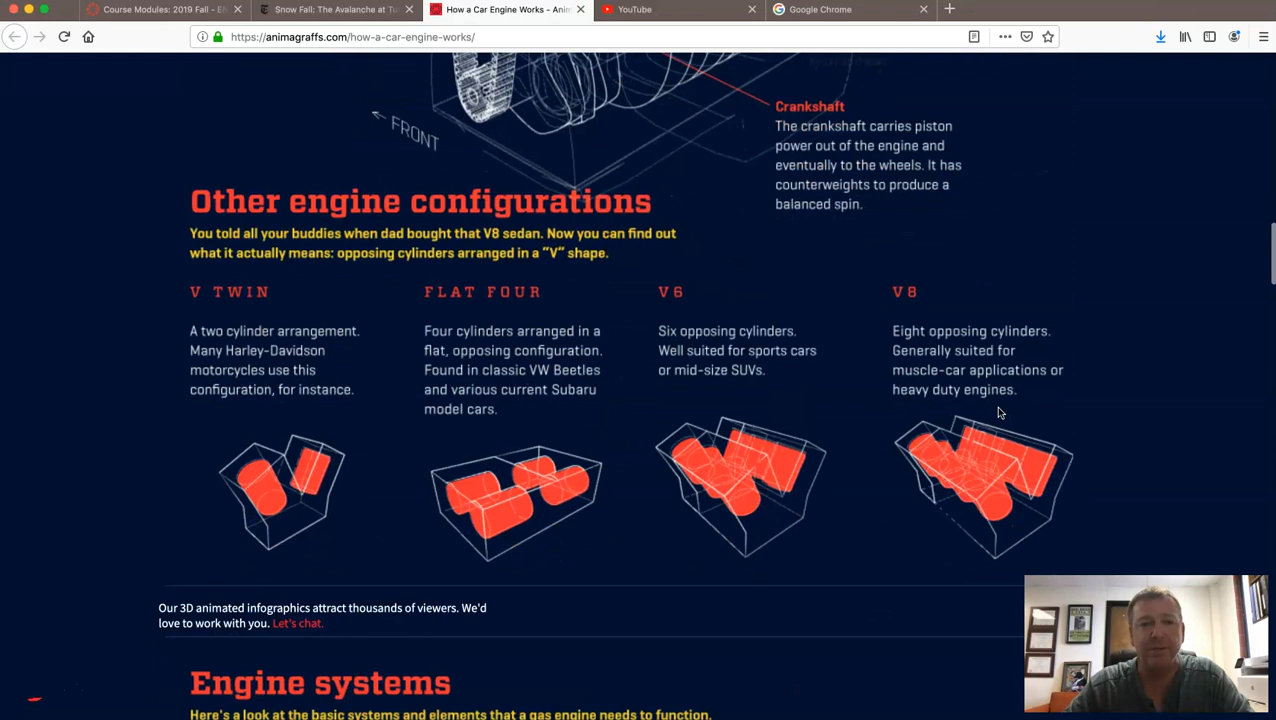 Course Modules: 2019 Fall - E
Snow Fall: The Avalanche at Tu
How a Car Engine Works - Anim
YouTube
Google Chrome
https://animagraffs.com/how-a-car-engine-works/
FRONT
Crankshaft
The crankshaft carries piston
power out of the engine and
eventually to the wheels. It has
counterweights to produce a
balanced spin.
Other engine configurations
You told all your buddies when dad bought that V8 sedan. Now you can find out
what it actually means: opposing cylinders arranged in a “V” shape.
V TWIN
A two cylinder arrangement.
Many Harley-Davidson
motorcycles use this
configuration, for instance.
FLAT FOUR
Four cylinders arranged in a
flat, opposing configuration.
Found in classic VW Beetles
and various current Subaru
model cars.
V6
Six opposing cylinders.
Well suited for sports cars
or mid-size SUVs.
V8
Eight opposing cylinders.
Generally suited for
muscle-car applications or
heavy duty engines.
Our 3D animated infographics attract thousands of viewers. We'd
love to work with you. Let's chat.
Engine systems
Here's a look at the basic systems and elements that a gas engine needs to function.